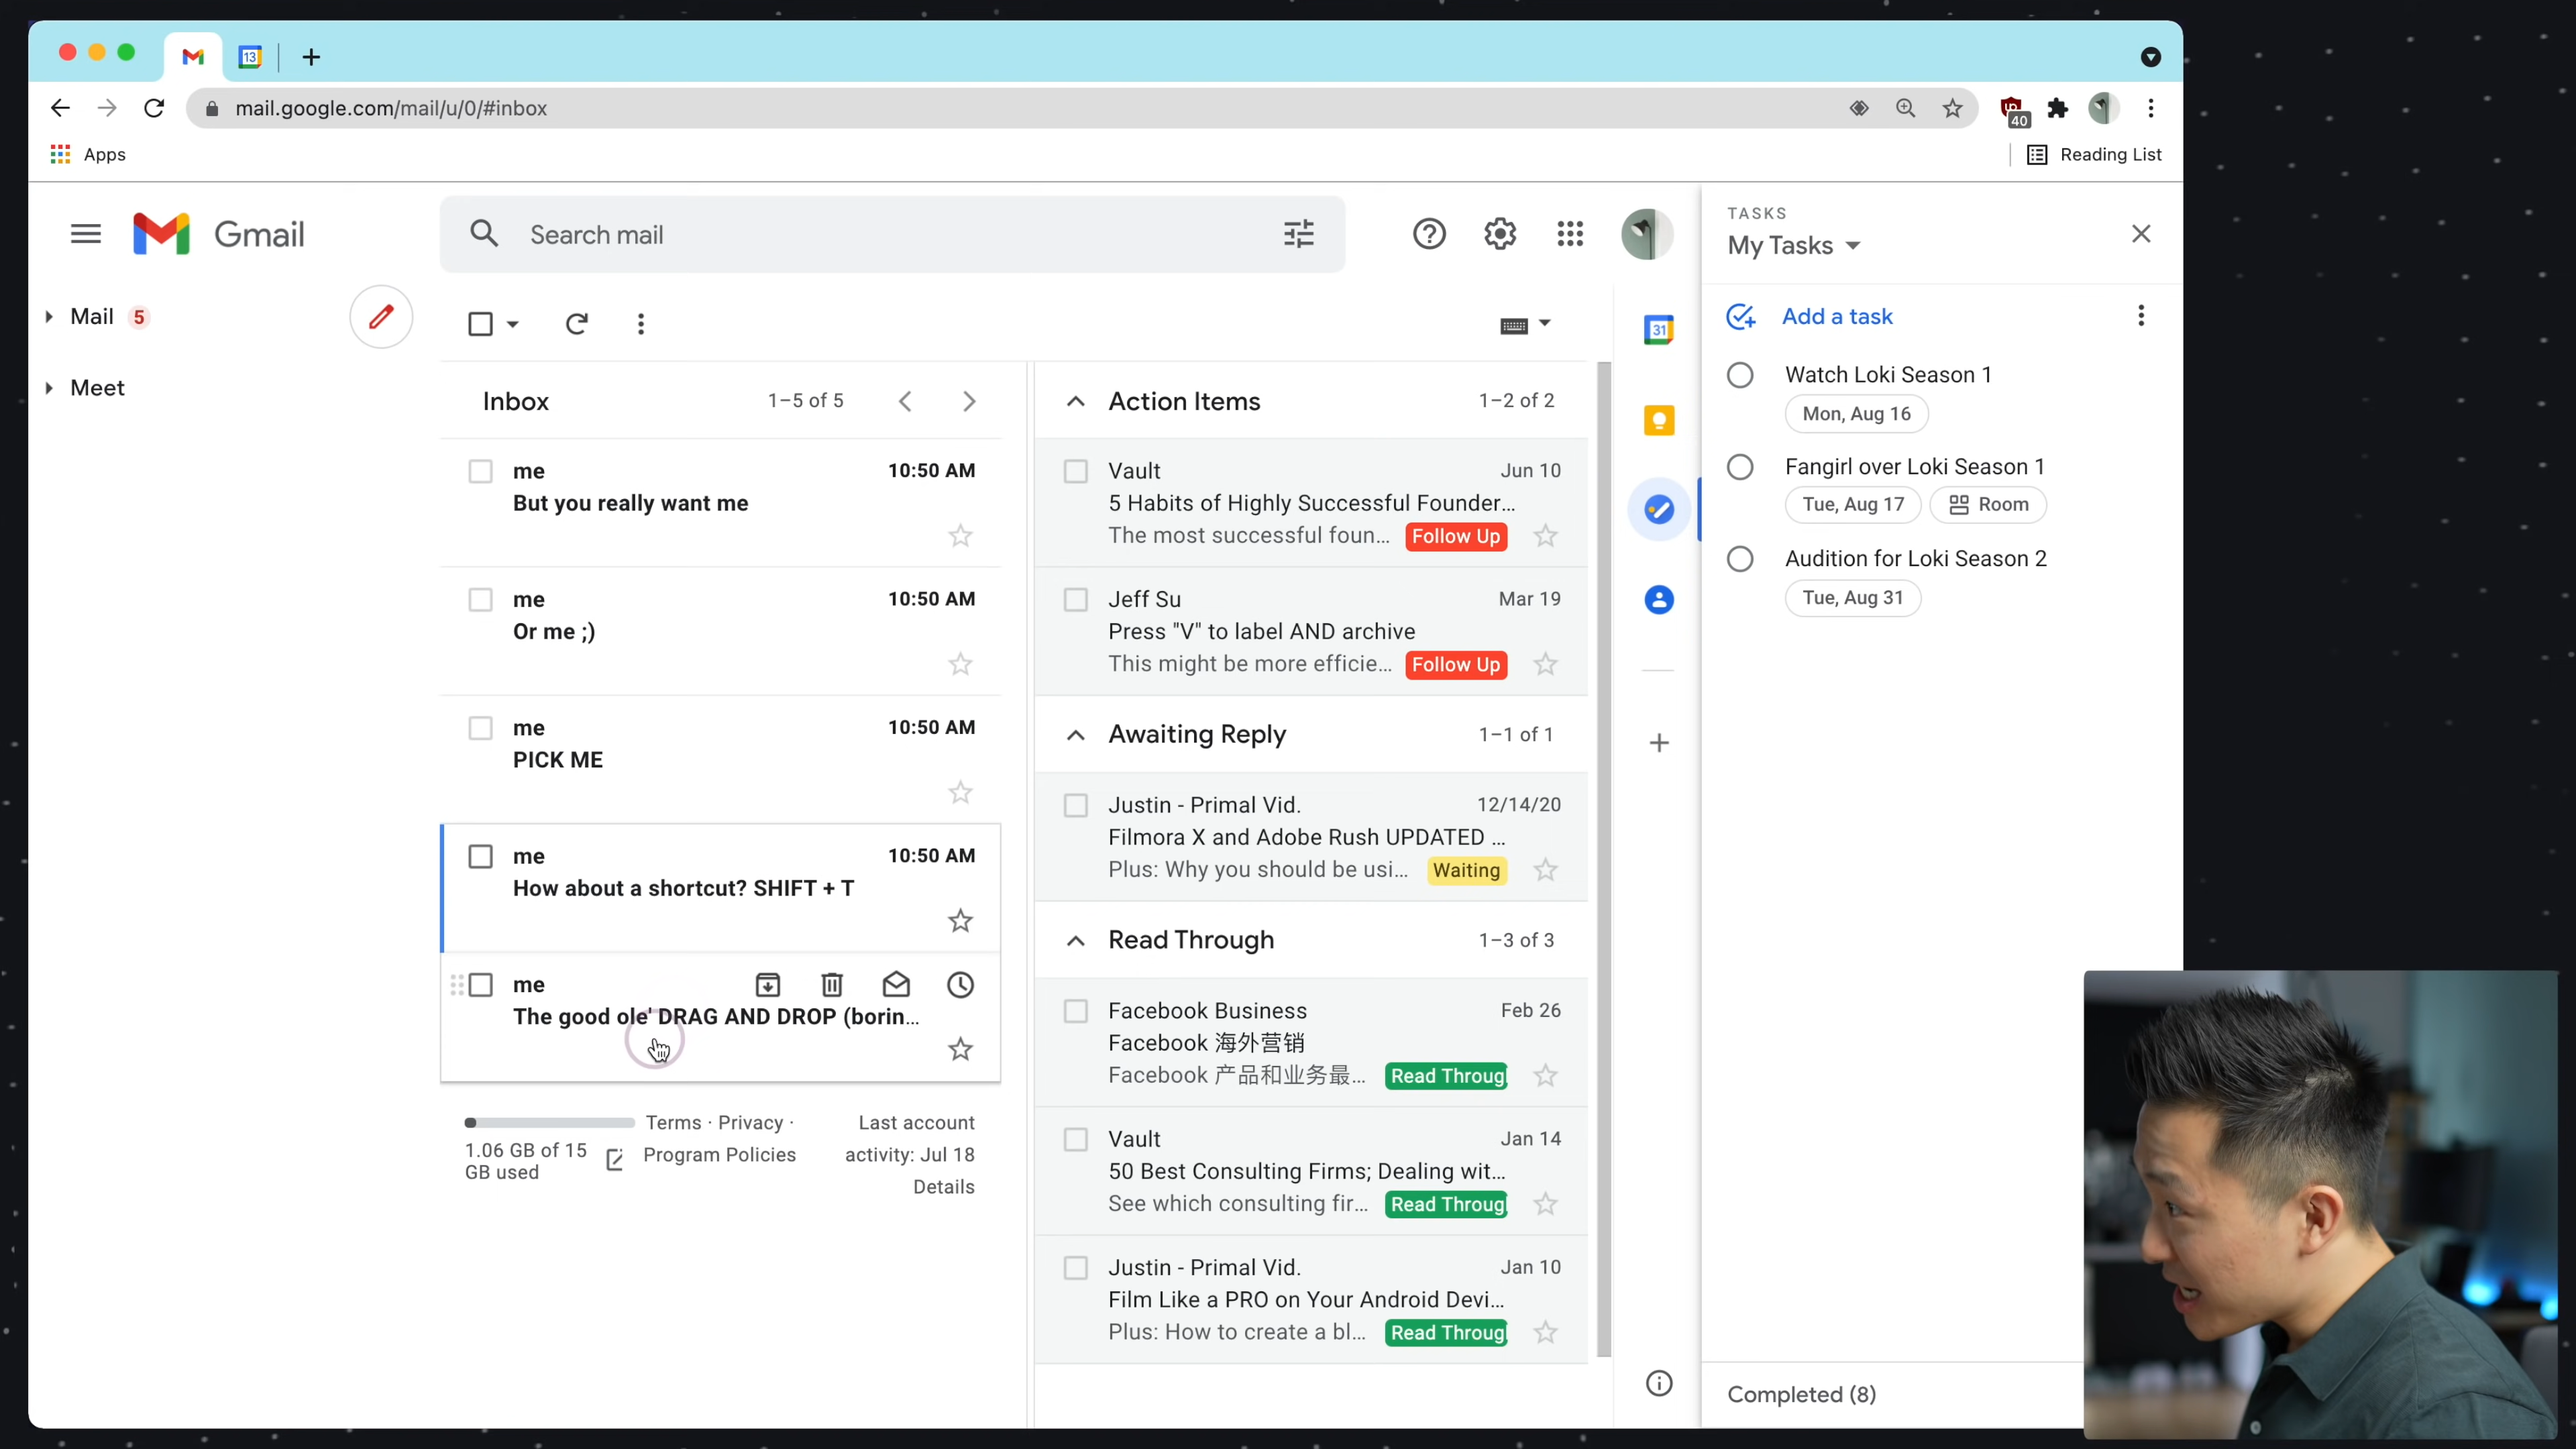 13
mail.google.com/mail/u/0/#inbox
40
Apps
Reading List
Gmail
Search mail
Mail 5
Meet
Inbox 1–5 of 5
me 10:50 AM
But you really want me
me 10:50 AM
Or me ;)
me 10:50 AM
PICK ME
me 10:50 AM
How about a shortcut? SHIFT + T
me
The good ole' DRAG AND DROP (borin...
1.06 GB of 15
GB used
Terms · Privacy ·
Program Policies
Last account
activity: Jul 18
Details
Action Items 1–2 of 2
Vault Jun 10
5 Habits of Highly Successful Founder...
The most successful foun... Follow Up
Jeff Su Mar 19
Press "V" to label AND archive
This might be more efficie... Follow Up
Awaiting Reply 1–1 of 1
Justin - Primal Vid. 12/14/20
Filmora X and Adobe Rush UPDATED ...
Plus: Why you should be usi... Waiting
Read Through 1–3 of 3
Facebook Business Feb 26
Facebook 海外营销
Facebook 产品和业务最... Read Throug
Vault Jan 14
50 Best Consulting Firms; Dealing wit...
See which consulting fir... Read Throug
Justin - Primal Vid. Jan 10
Film Like a PRO on Your Android Devi...
Plus: How to create a bl... Read Throug
31
TASKS
My Tasks
Add a task
Watch Loki Season 1
Mon, Aug 16
Fangirl over Loki Season 1
Tue, Aug 17 Room
Audition for Loki Season 2
Tue, Aug 31
Completed (8)